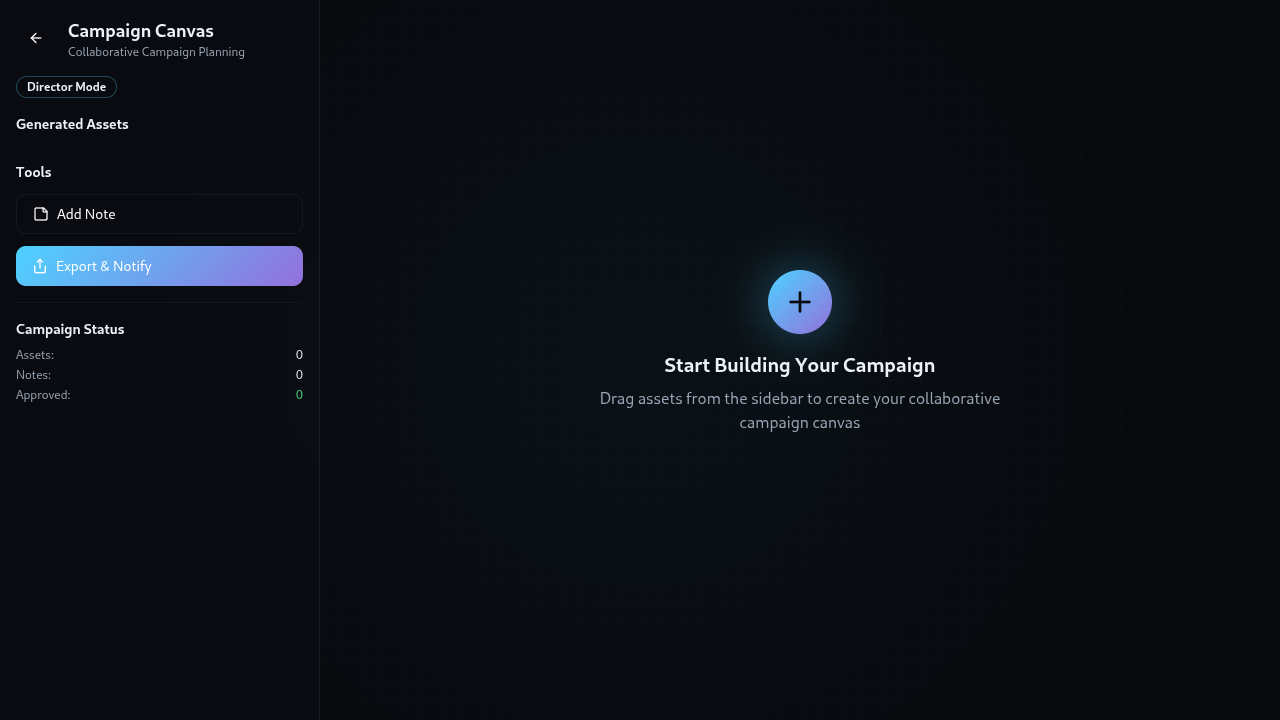 Campaign Canvas
Collaborative Campaign Planning
Director Mode
Generated Assets
Tools
Add Note
Export & Notify
Campaign Status
Assets: 0
Notes: 0
Approved: 0
Start Building Your Campaign
Drag assets from the sidebar to create your collaborative
campaign canvas